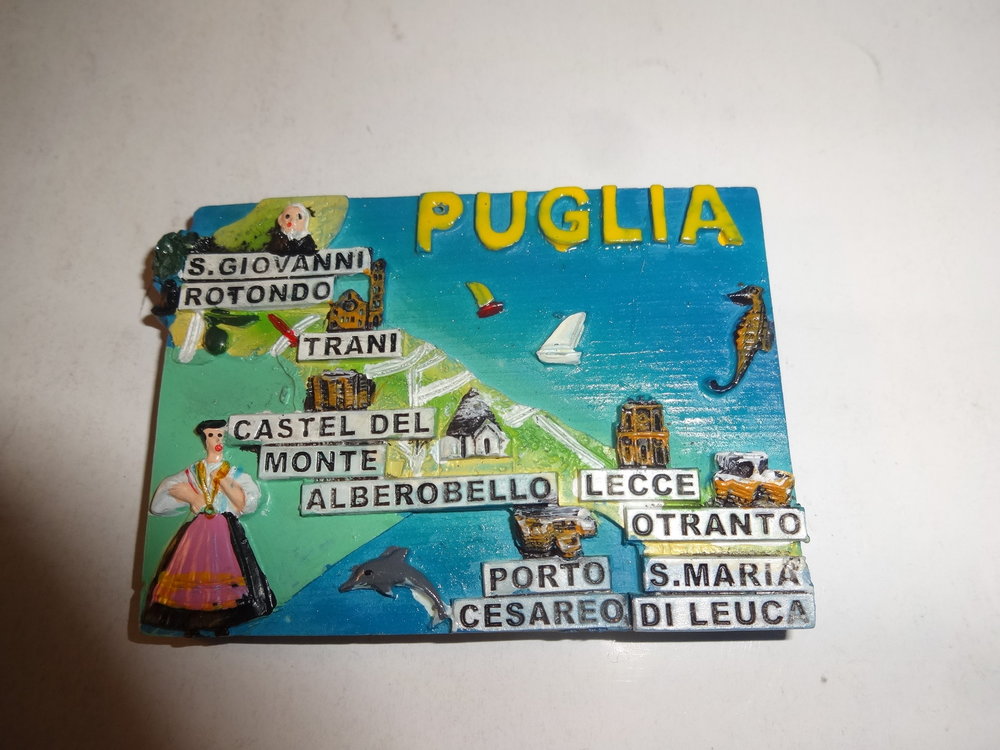 PUGLIA
S.GIOVANNI
ROTONDO
TRANI
CASTEL DEL
MONTE
ALBEROBELLO
LECCE
OTRANTO
PORTO
CESAREO
S.MARIA
DI LEUCA